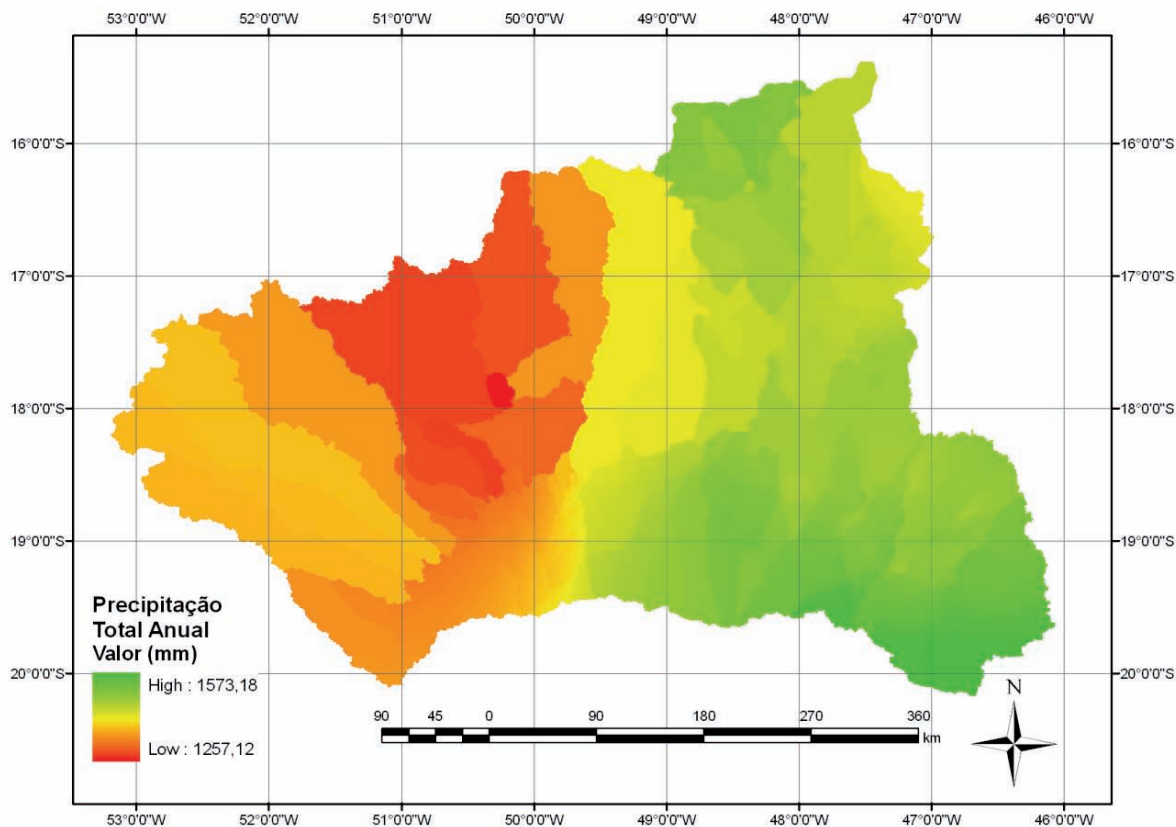 53°0'0"W 52°0'0"W 51°0'0"W 50°0'0"W 49°0'0"W 48°0'0"W 47°0'0"W 46°0'0"W
16°0'0"S 16°0'0"S
17°0'0"S 17°0'0"S
18°0'0"S 18°0'0"S
19°0'0"S 19°0'0"S
Precipitação
Total Anual
Valor (mm)
20°0'0"S 20°0'0"S
High : 1573,18
Low : 1257,12
N
90 45 0 90 180 270 360
km
53°0'0"W 52°0'0"W 51°0'0"W 50°0'0"W 49°0'0"W 48°0'0"W 47°0'0"W 46°0'0"W